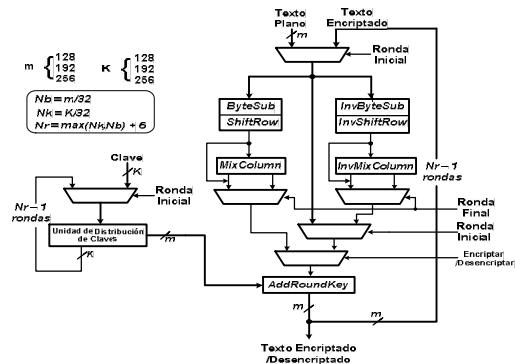 Texto
Plano
Texto
Encriptado
m
Ronda
Inicial
m { 128
192
256
K { 128
192
256
Nb = m/32
Nk = K/32
Nr = max(Nk,Nb) + 6
ByteSub
ShiftRow
InvByteSub
InvShiftRow
MixColumn
InvMixColumn
Nr-1
rondas
Clave
K
Nr-1
rondas
Ronda
Inicial
Ronda
Final
Ronda
Inicial
Unidad de Distribución
de Claves
m
K
Encriptar
/Desencriptar
AddRoundKey
m
m
Texto Encriptado
/Desencriptado